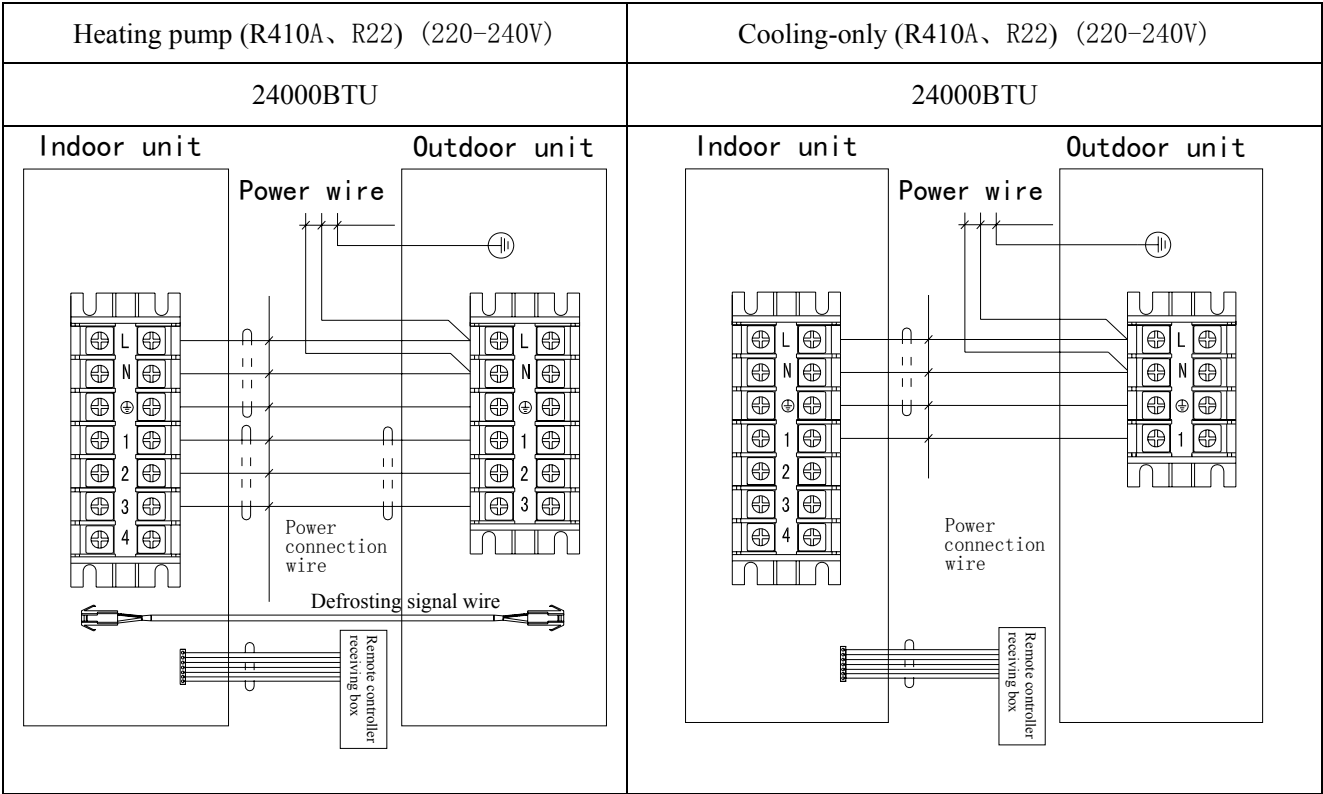 Heating pump (R410A、R22) (220-240V)
Cooling-only (R410A、R22) (220-240V)
24000BTU
24000BTU
Indoor unit
Outdoor unit
Power wire
L
N
1
2
3
4
L
N
1
2
3
Power
connection
wire
Defrosting signal wire
Remote controller
receiving box
Indoor unit
Outdoor unit
Power wire
L
N
1
2
3
4
L
N
1
Power
connection
wire
Remote controller
receiving box